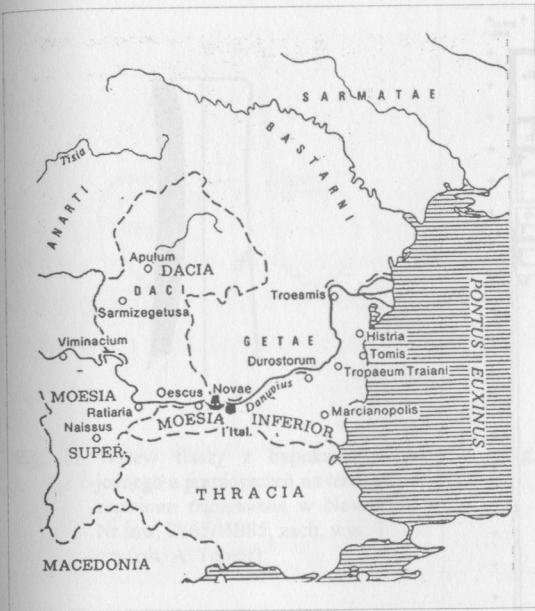 SARMATAE
BASTARNI
Tisia
ANARTI
Apulum
DACIA
DACI
Sarmizegetusa
Troesmis
PONTUS EUXINUS
GETAE
Histria
Viminacium
Durostorum
Tomis
Tropaeum Traiani
MOESIA
Oescus
Novae
Danuvius
Ratiaria
Marcianopolis
MOESIA INFERIOR
Naissus
I Ital.
SUPER.
THRACIA
MACEDONIA